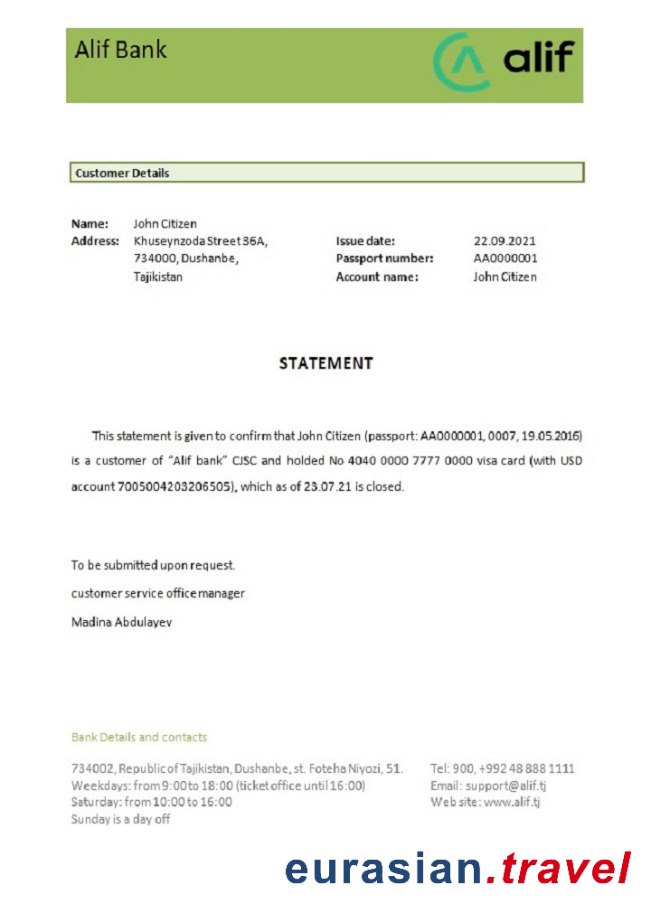 Alif Bank
alif
Customer Details
Name: John Citizen
Address: Khuseynzoda Street 36A,
734000, Dushanbe,
Tajikistan
Issue date: 22.09.2021
Passport number: AA0000001
Account name: John Citizen
STATEMENT
This statement is given to confirm that John Citizen (passport: AA0000001, 0007, 19.05.2016)
is a customer of “Alif bank” CJSC and holded No 4040 0000 7777 0000 visa card (with USD
account 7005004203206505), which as of 23.07.21 is closed.
To be submitted upon request.
customer service office manager
Madina Abdulayev
Bank Details and contacts
734002, Republic of Tajikistan, Dushanbe, st. Foteha Niyozi, 51.
Weekdays: from 9:00 to 18:00 (ticket office until 16:00)
Saturday: from 10:00 to 16:00
Sunday is a day off
Tel: 900, +992 48 888 1111
Email: support@alif.tj
Web site: www.alif.tj
eurasian.travel